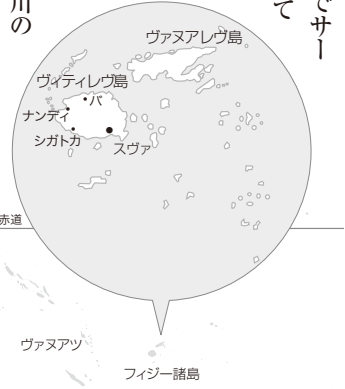 でサー
て
川の
ヴァヌアレヴ島
ヴィティレヴ島
バ
ナンディ
シガトカ
スヴァ
赤道
ヴァヌアツ
フィジー諸島